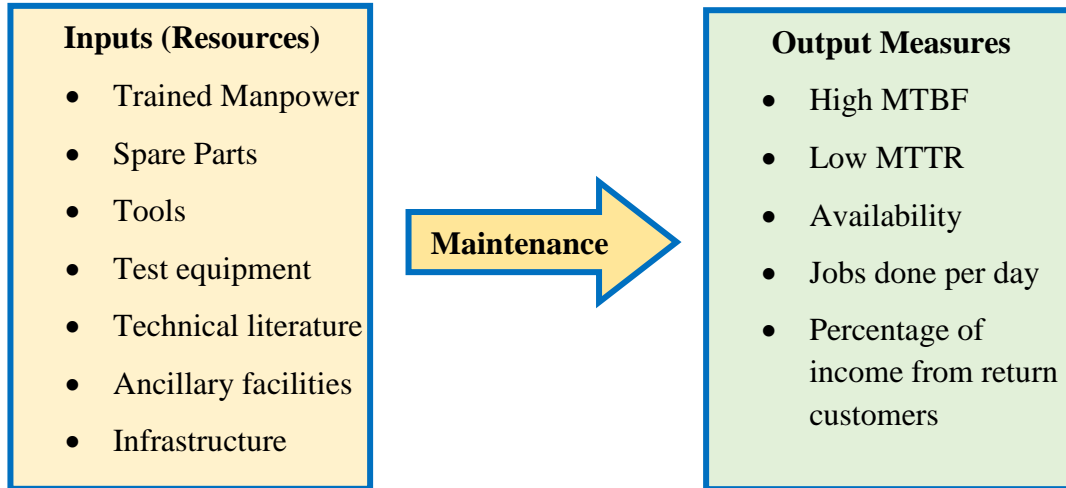 Inputs (Resources)
• Trained Manpower
• Spare Parts
• Tools
• Test equipment
• Technical literature
• Ancillary facilities
• Infrastructure
Maintenance
Output Measures
• High MTBF
• Low MTTR
• Availability
• Jobs done per day
• Percentage of
income from return
customers